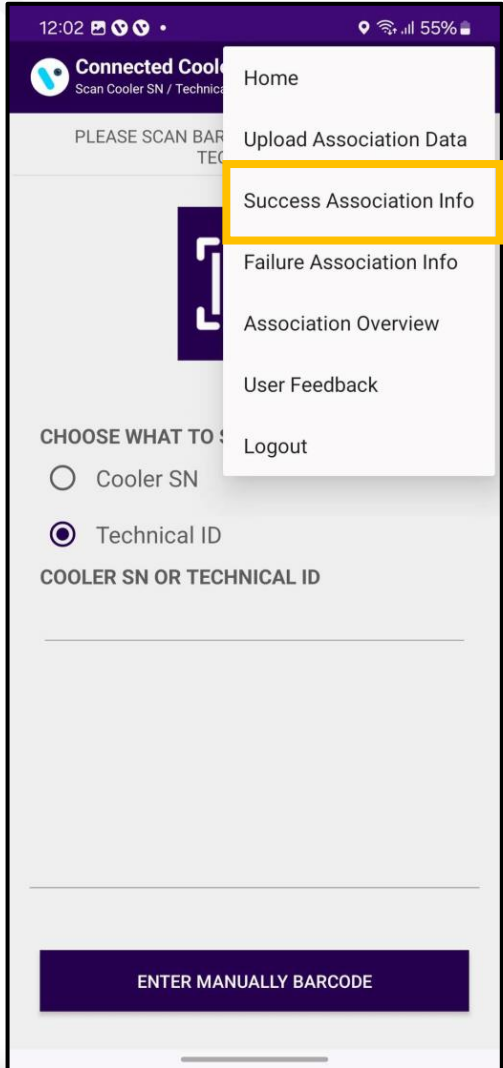 12:02 55%
Connected Coole
Scan Cooler SN / Technica
PLEASE SCAN BAR
TEC
Home
Upload Association Data
Success Association Info
Failure Association Info
Association Overview
User Feedback
Logout
CHOOSE WHAT TO
Cooler SN
Technical ID
COOLER SN OR TECHNICAL ID
ENTER MANUALLY BARCODE